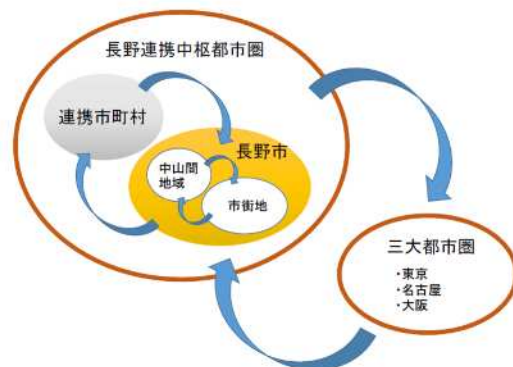 長野連携中枢都市圏
連携市町村
長野市
中山間
地域
市街地
三大都市圏
・東京
・名古屋
・大阪